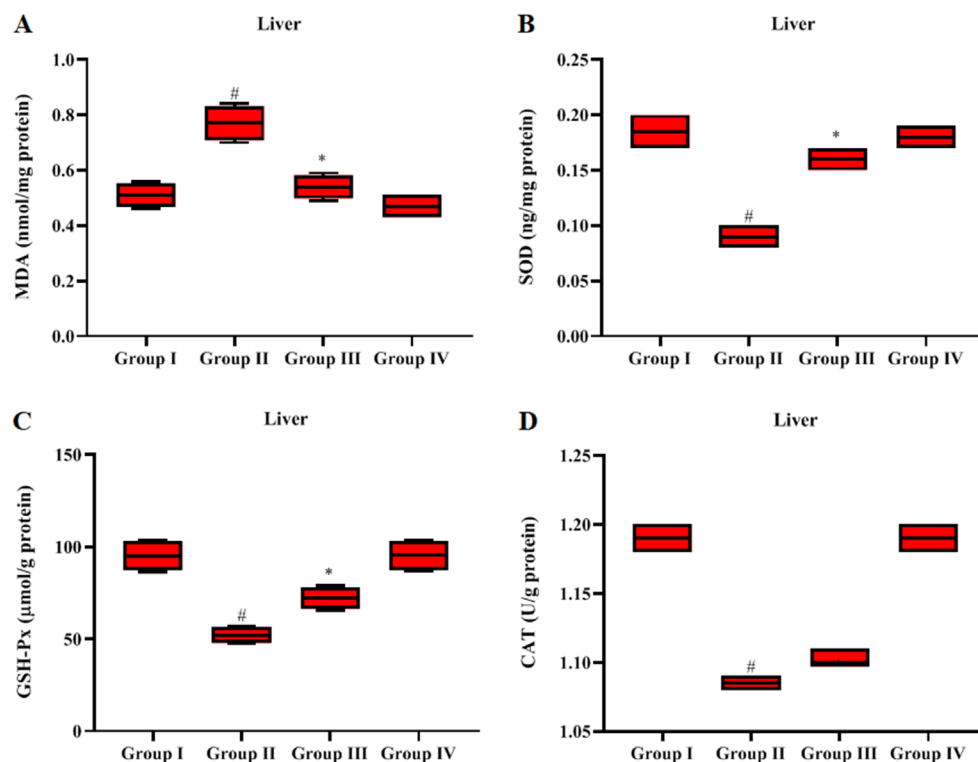 A
Liver
MDA (nmol/mg protein)
1.0
0.8
0.6
0.4
0.2
0.0
#
*
Group I Group II Group III Group IV
B
Liver
SOD (ng/mg protein)
0.25
0.20
0.15
0.10
0.05
0.00
#
*
Group I Group II Group III Group IV
C
Liver
GSH-Px (μmol/g protein)
150
100
50
0
#
*
Group I Group II Group III Group IV
D
Liver
CAT (U/g protein)
1.25
1.20
1.15
1.10
1.05
#
Group I Group II Group III Group IV